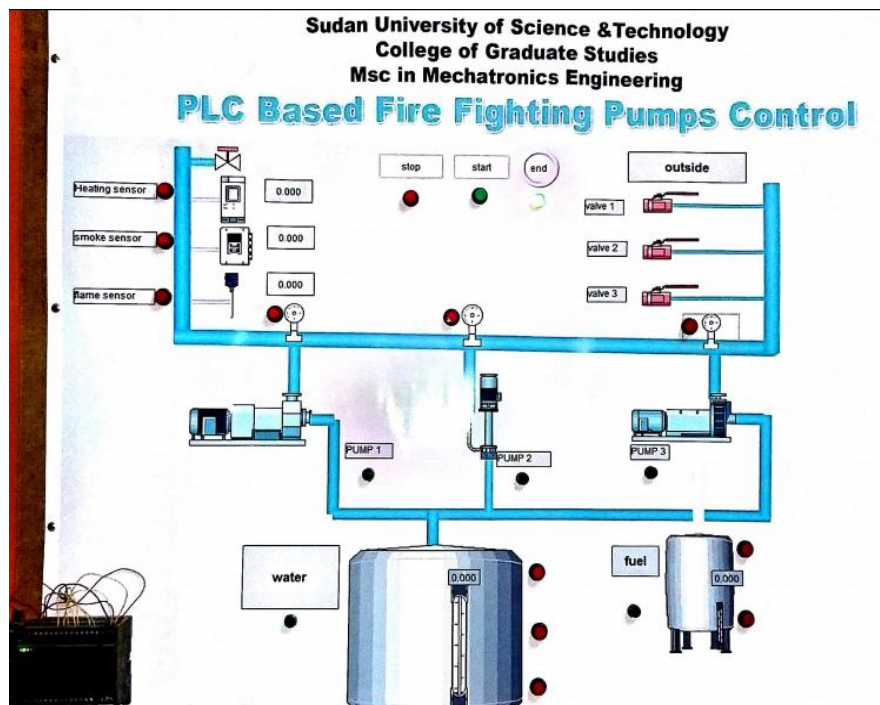 Sudan University of Science &Technology
College of Graduate Studies
Msc in Mechatronics Engineering
PLC Based Fire Fighting Pumps Control
stop
start
end
outside
Heating sensor
0.000
valve 1
smoke sensor
0.000
valve 2
flame sensor
0.000
valve 3
PUMP 1
PUMP 2
PUMP 3
water
0.000
fuel
0.000